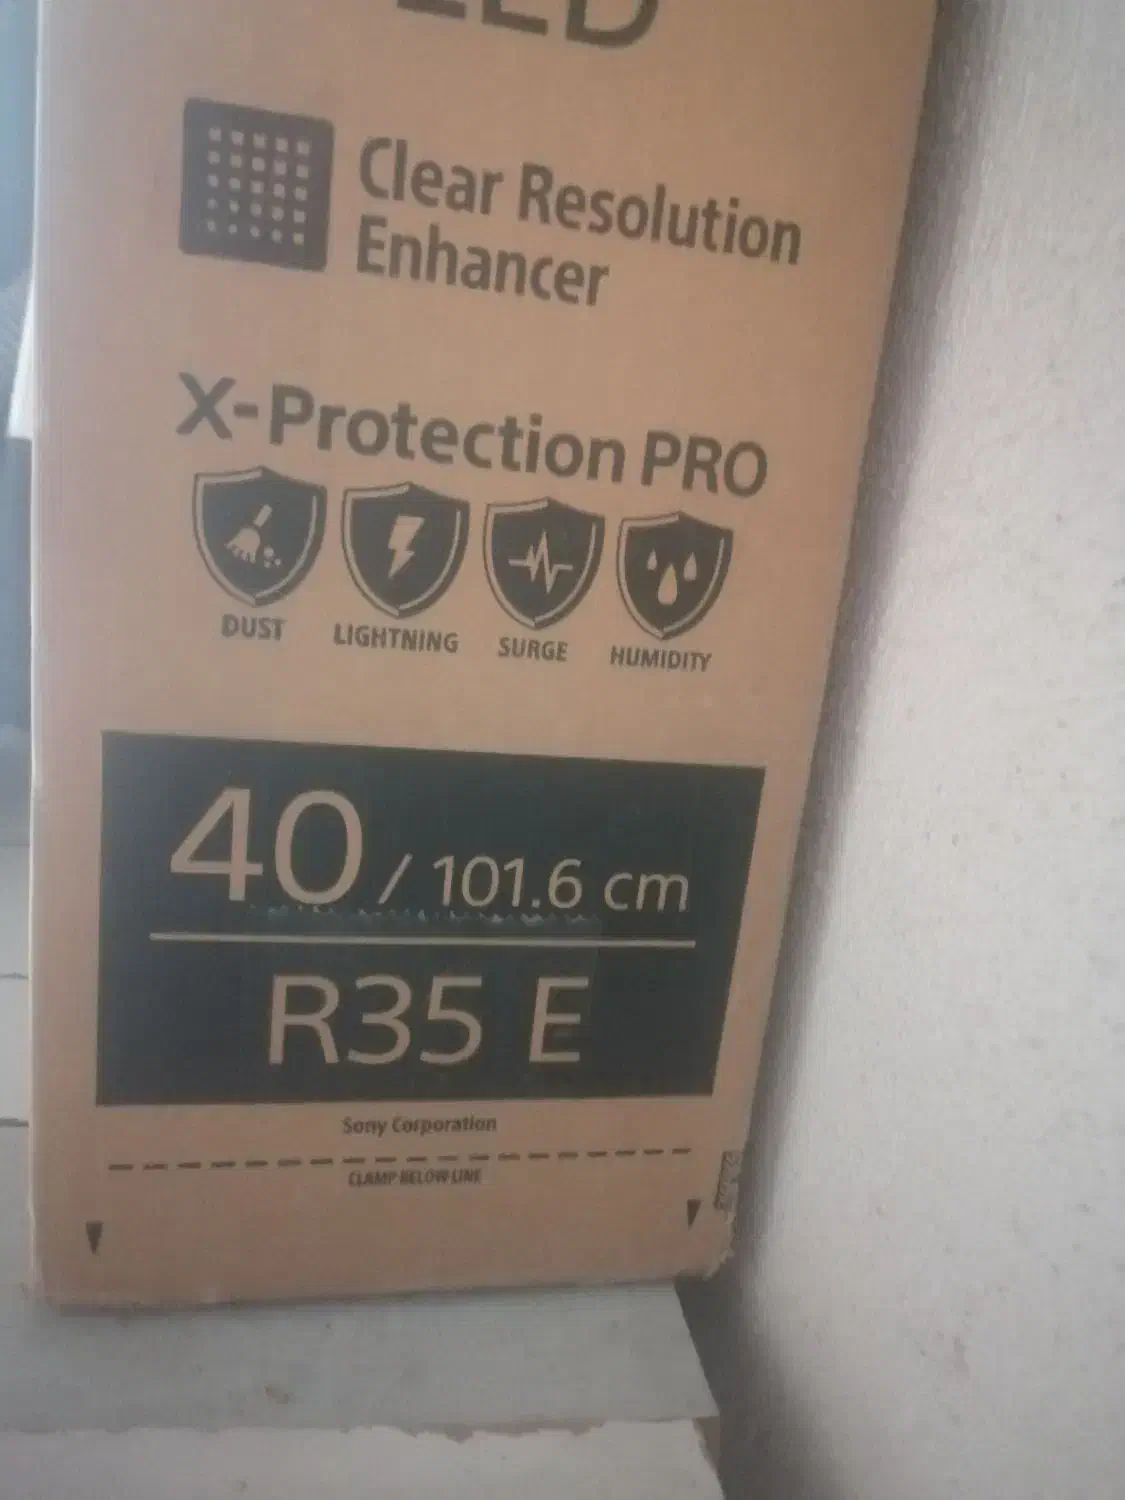 LED
Clear Resolution
Enhancer
X-Protection PRO
DUST LIGHTNING SURGE HUMIDITY
40 / 101.6 cm
R35 E
Sony Corporation
CLAMP BELOW LINE